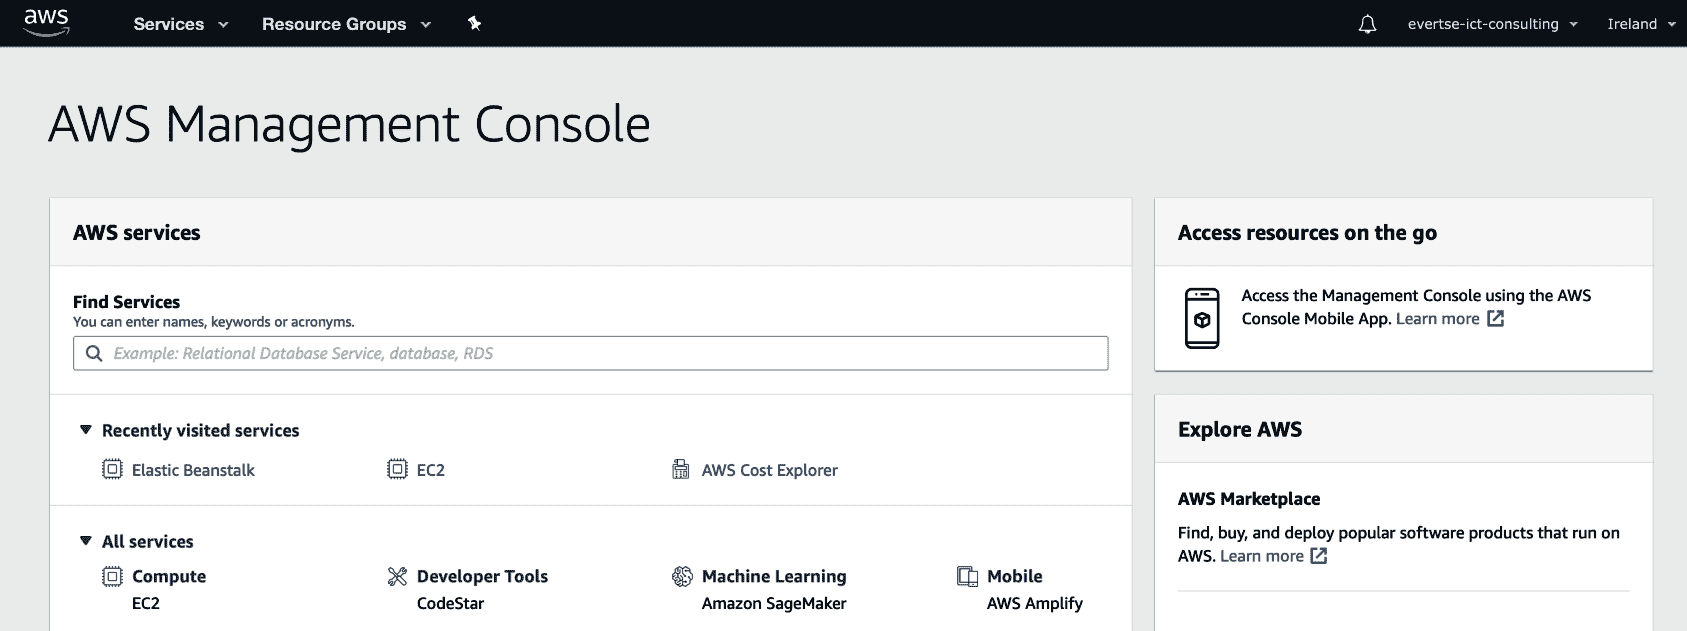 aws Services Resource Groups evertse-ict-consulting Ireland
AWS Management Console
AWS services
Find Services
You can enter names, keywords or acronyms.
Example: Relational Database Service, database, RDS
Recently visited services
Elastic Beanstalk EC2 AWS Cost Explorer
All services
Compute Developer Tools Machine Learning Mobile
EC2 CodeStar Amazon SageMaker AWS Amplify
Access resources on the go
Access the Management Console using the AWS
Console Mobile App. Learn more
Explore AWS
AWS Marketplace
Find, buy, and deploy popular software products that run on
AWS. Learn more